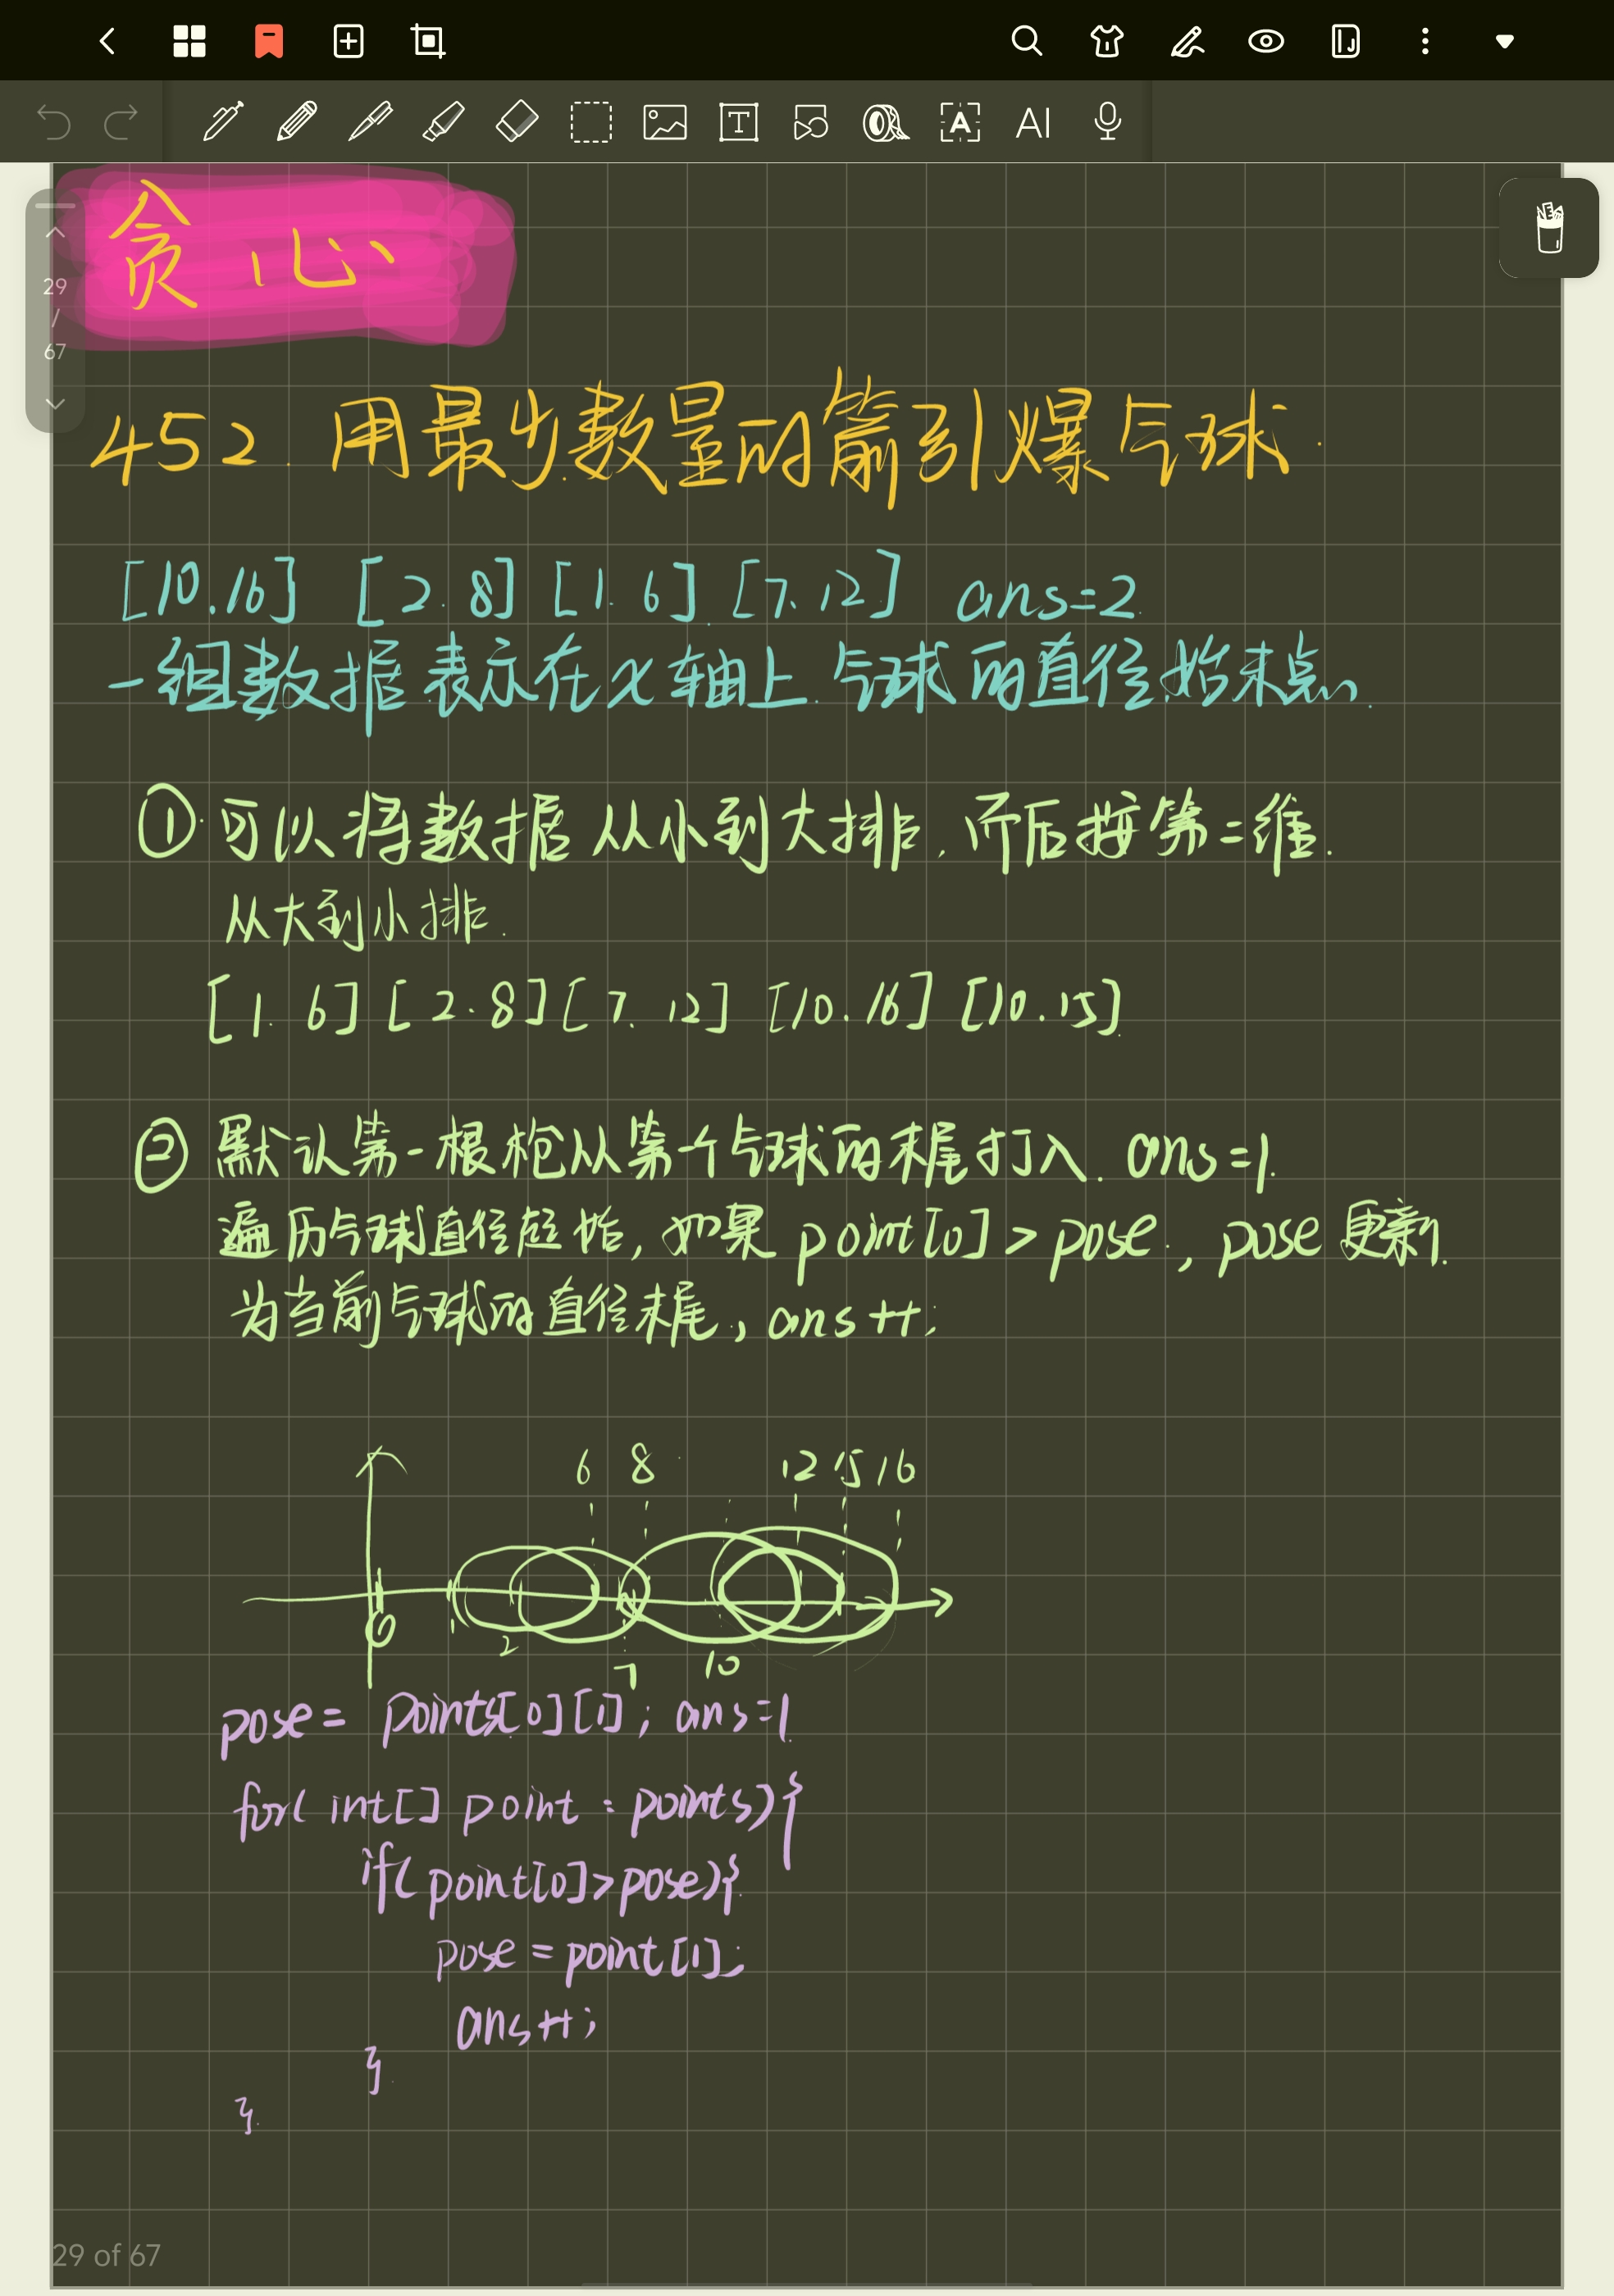 29
/
67
贪心
452. 用最少数量的箭引爆气球.
[10.16] [2.8] [1.6] [7.12] ans=2.
一组数据表示在x轴上气球的直径始末点.
① 可以将数据从小到大排,而后按第二维.
从大到小排.
[1.6] [2.8] [7.12] [10.16] [10.15]
② 默认第一根枪从第一个气球的末尾打入. ans=1.
遍历气球直径起始, 如果 point[0]>pose, pose更新.
为当前气球的直径末尾, ans++;
6 8 12 15 16
0 1 2 7 10
pose = points[0][1]; ans=1
for( int[] point : points){
if( point[0]>pose){
pose = point[1];
ans++;
}
}
29 of 67